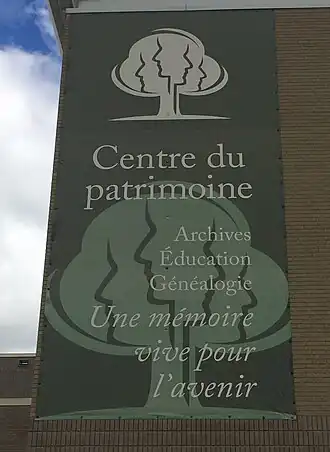 Centre du
patrimoine
Archives
Éducation
Généalogie
Une mémoire
vive pour
l'avenir